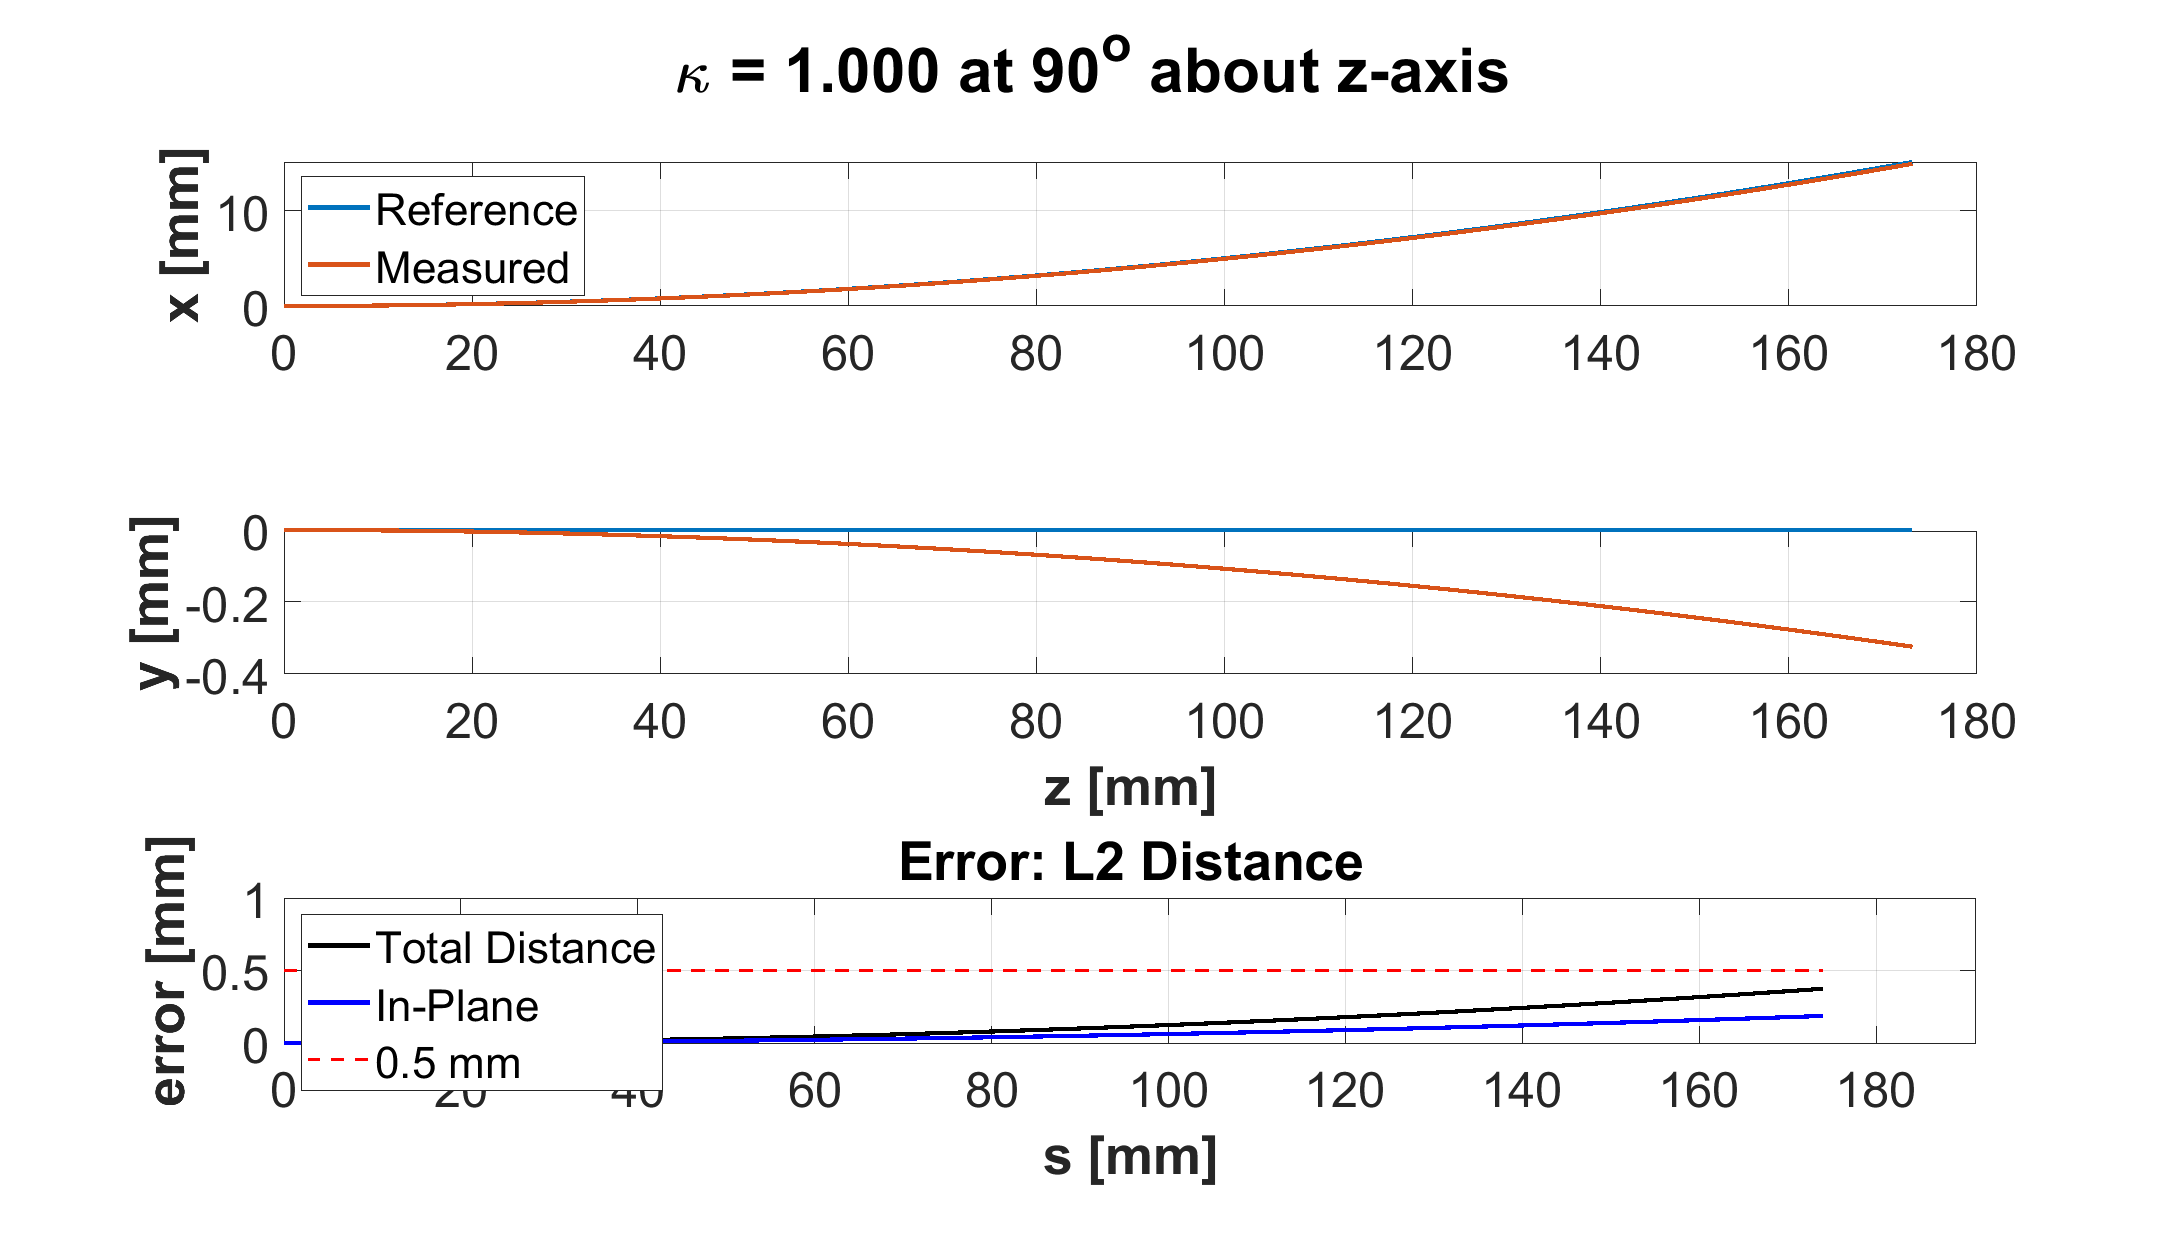 κ = 1.000 at 90° about z-axis
x [mm]
10
0
Reference
Measured
0 20 40 60 80 100 120 140 160 180
y [mm]
0
-0.2
-0.4
0 20 40 60 80 100 120 140 160 180
z [mm]
Error: L2 Distance
error [mm]
1
0.5
0
Total Distance
In-Plane
0.5 mm
0 20 40 60 80 100 120 140 160 180
s [mm]